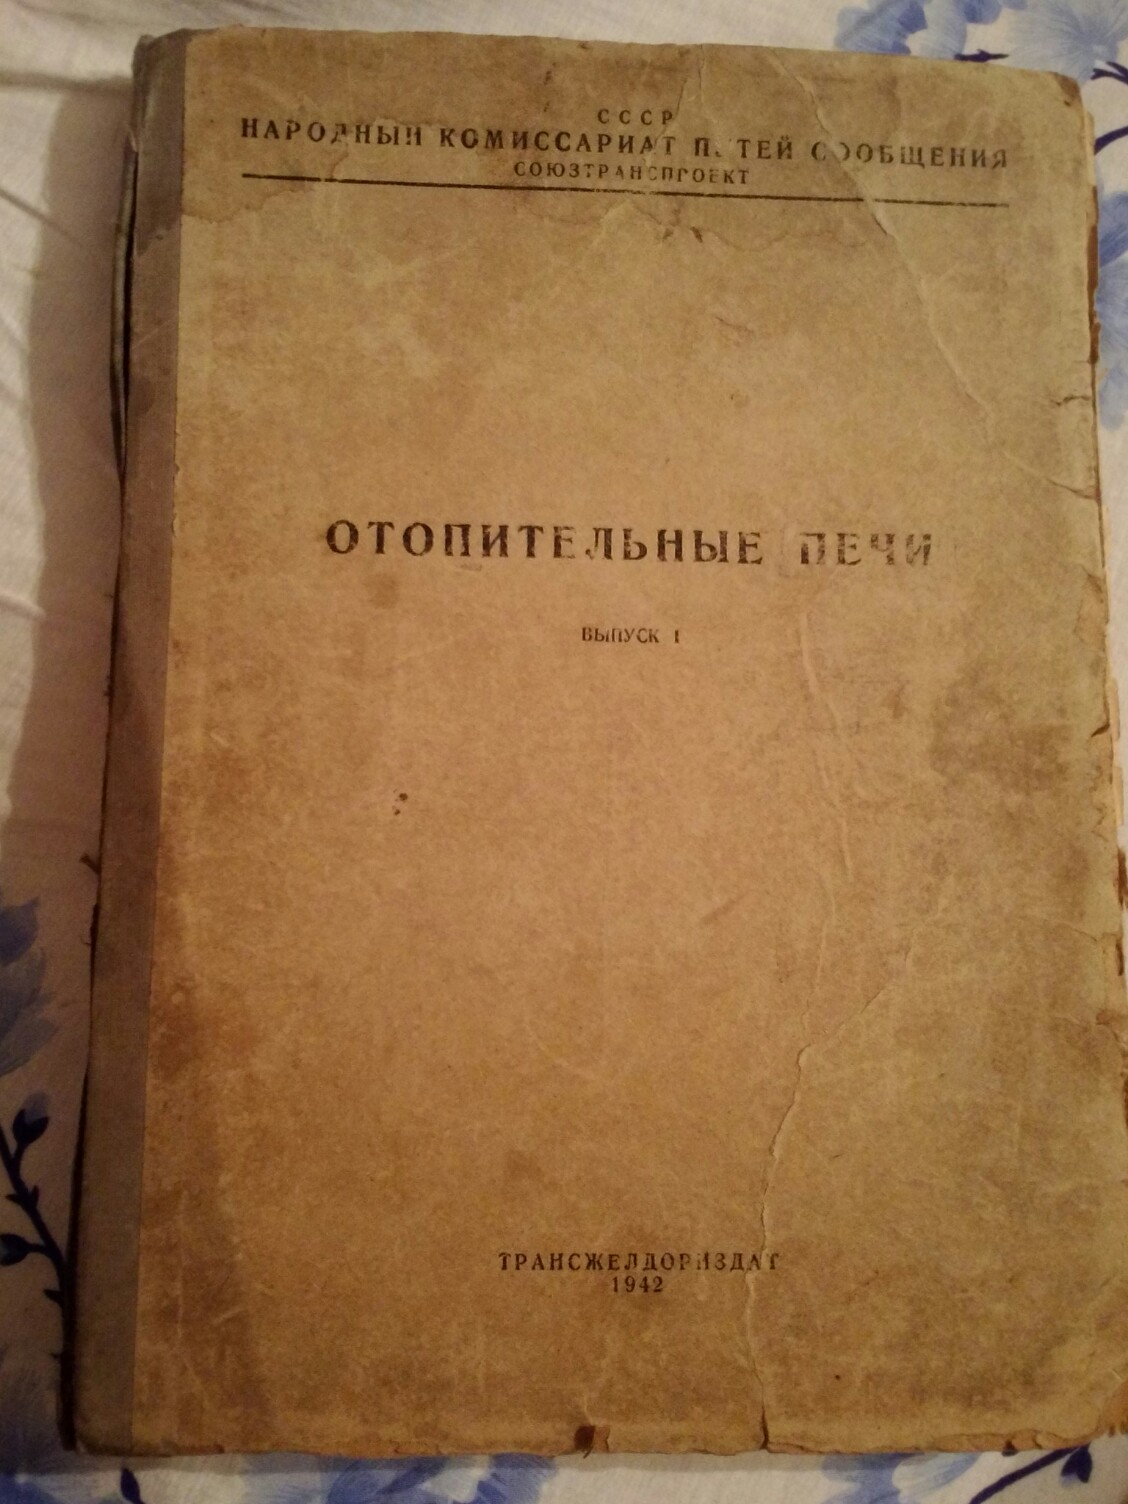 СССР
НАРОДНЫЙ КОМИССАРИАТ ПУТЕЙ СООБЩЕНИЯ
СОЮЗТРАНСПРОЕКТ
ОТОПИТЕЛЬНЫЕ ПЕЧИ
ВЫПУСК I
ТРАНСЖЕЛДОРИЗДАТ
1942